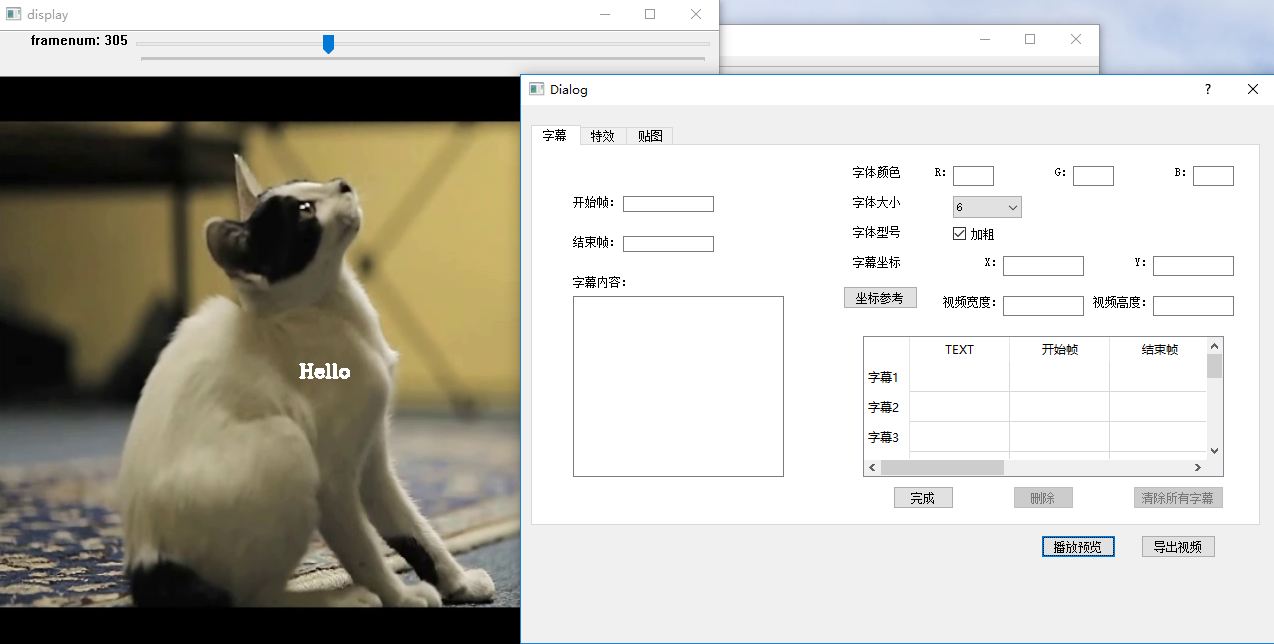 display
framenum: 305
Dialog
?
字幕 特效 贴图
字体颜色 R: G: B:
开始帧:
字体大小 6
字体型号 加粗
结束帧:
字幕坐标 X: Y:
字幕内容:
坐标参考 视频宽度: 视频高度:
TEXT 开始帧 结束帧
Hello
字幕1
字幕2
字幕3
完成 删除 清除所有字幕
播放预览 导出视频